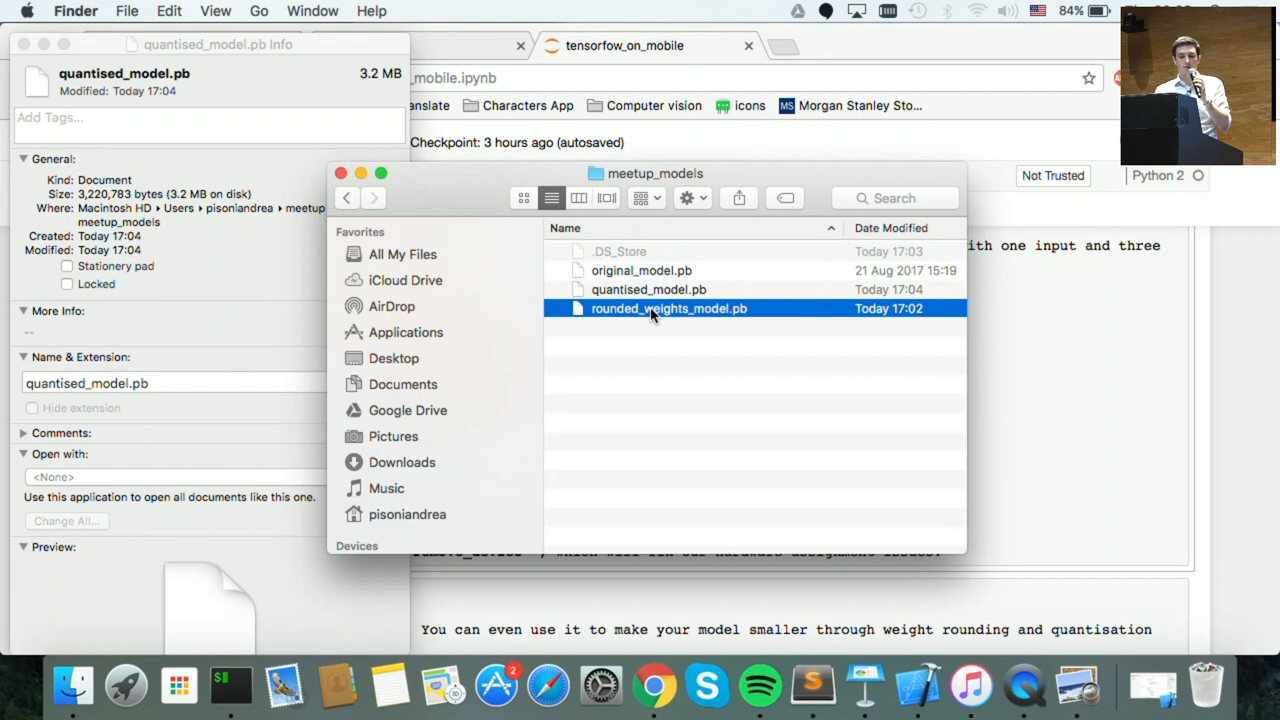 Finder File Edit View Go Window Help 84%
quantised_model.pb Info
tensorfow_on_mobile
quantised_model.pb 3.2 MB
Modified: Today 17:04
_mobile.ipynb
Add Tags...
anslate Characters App Computer vision icons MS Morgan Stanley Sto...
Checkpoint: 3 hours ago (autosaved)
General:
Kind: Document
Size: 3,220,783 bytes (3.2 MB on disk)
Where: Macintosh HD ▸ Users ▸ pisoniandrea ▸ meetup
meetup_models
Created: Today 17:04
Modified: Today 17:04
Stationery pad
Locked
More Info:
--
Name & Extension:
quantised_model.pb
Hide extension
Comments:
Open with:
<None>
Use this application to open all documents like this one.
Change All...
Preview:
meetup_models
Search
Not Trusted Python 2
Favorites
All My Files
iCloud Drive
AirDrop
Applications
Desktop
Documents
Google Drive
Pictures
Downloads
Music
pisoniandrea
Devices
Name Date Modified
.DS_Store Today 17:03
original_model.pb 21 Aug 2017 15:19
quantised_model.pb Today 17:04
rounded_weights_model.pb Today 17:02
ith one input and three
You can even use it to make your model smaller through weight rounding and quantisation
2